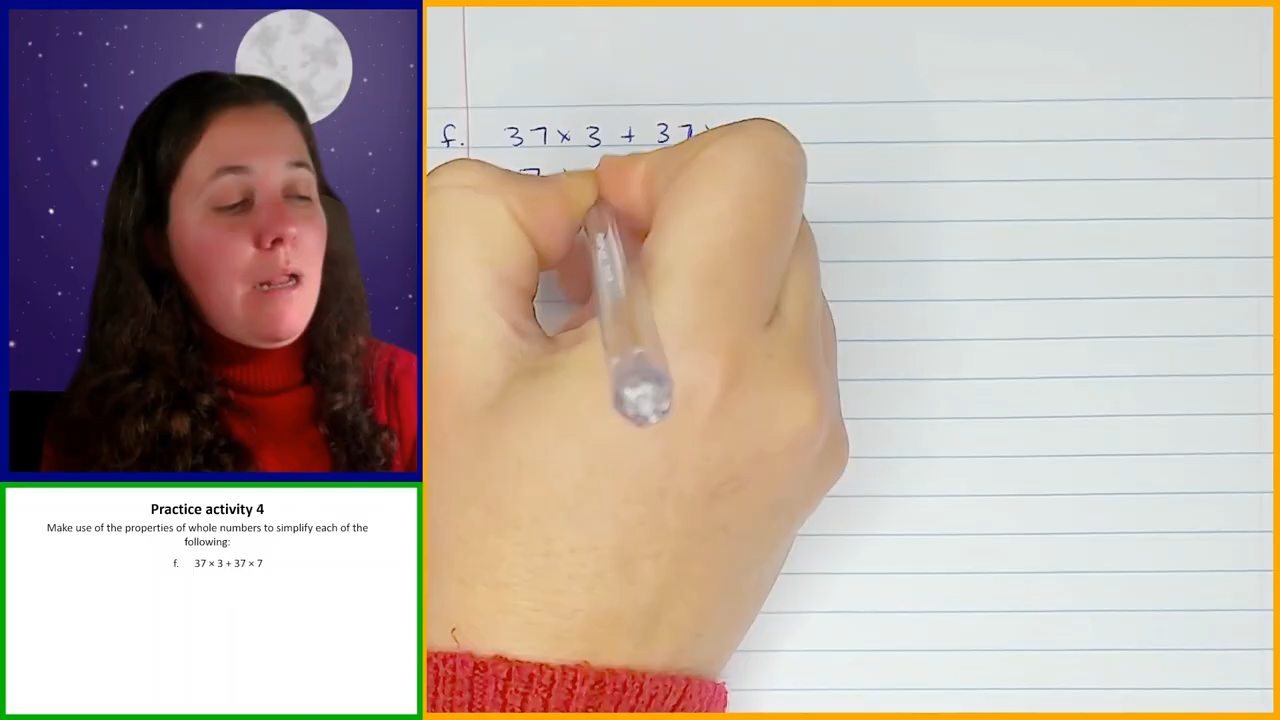 f. 37 × 3 + 37
7
Practice activity 4
Make use of the properties of whole numbers to simplify each of the
following:
f. 37 × 3 + 37 × 7